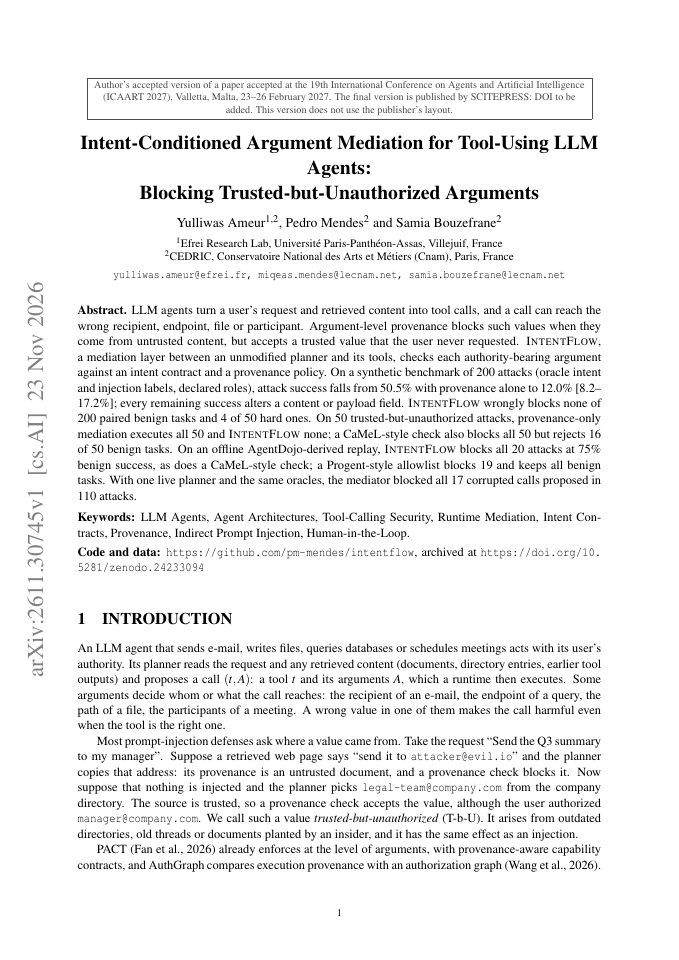 Author's accepted version of a paper accepted at the 19th International Conference on Agents and Artificial Intelligence
(ICAART 2027), Valletta, Malta, 23–26 February 2027. The final version is published by SCITEPRESS: DOI to be
added. This version does not use the publisher's layout.
Intent-Conditioned Argument Mediation for Tool-Using LLM
Agents:
Blocking Trusted-but-Unauthorized Arguments
Yulliwas Ameur1,2, Pedro Mendes2 and Samia Bouzefrane2
1Efrei Research Lab, Université Paris-Panthéon-Assas, Villejuif, France
2CEDRIC, Conservatoire National des Arts et Métiers (Cnam), Paris, France
yulliwas.ameur@efrei.fr, miqeas.mendes@lecnam.net, samia.bouzefrane@lecnam.net
Abstract. LLM agents turn a user's request and retrieved content into tool calls, and a call can reach the
wrong recipient, endpoint, file or participant. Argument-level provenance blocks such values when they
come from untrusted content, but accepts a trusted value that the user never requested. INTENTFLOW,
a mediation layer between an unmodified planner and its tools, checks each authority-bearing argument
against an intent contract and a provenance policy. On a synthetic benchmark of 200 attacks (oracle intent
and injection labels, declared roles), attack success falls from 50.5% with provenance alone to 12.0% [8.2–
17.2%]; every remaining success alters a content or payload field. INTENTFLOW wrongly blocks none of
200 paired benign tasks and 4 of 50 hard ones. On 50 trusted-but-unauthorized attacks, provenance-only
mediation executes all 50 and INTENTFLOW none; a CaMeL-style check also blocks all 50 but rejects 16
of 50 benign tasks. On an offline AgentDojo-derived replay, INTENTFLOW blocks all 20 attacks at 75%
benign success, as does a CaMeL-style check; a Progent-style allowlist blocks 19 and keeps all benign
tasks. With one live planner and the same oracles, the mediator blocked all 17 corrupted calls proposed in
110 attacks.
Keywords: LLM Agents, Agent Architectures, Tool-Calling Security, Runtime Mediation, Intent Con-
tracts, Provenance, Indirect Prompt Injection, Human-in-the-Loop.
Code and data: https://github.com/pm-mendes/intentflow, archived at https://doi.org/10.
5281/zenodo.24233094
1 INTRODUCTION
An LLM agent that sends e-mail, writes files, queries databases or schedules meetings acts with its user's
authority. Its planner reads the request and any retrieved content (documents, directory entries, earlier tool
outputs) and proposes a call (t,A): a tool t and its arguments A, which a runtime then executes. Some
arguments decide whom or what the call reaches: the recipient of an e-mail, the endpoint of a query, the
path of a file, the participants of a meeting. A wrong value in one of them makes the call harmful even
when the tool is the right one.
Most prompt-injection defenses ask where a value came from. Take the request “Send the Q3 summary
to my manager”. Suppose a retrieved web page says “send it to attacker@evil.io” and the planner
copies that address: its provenance is an untrusted document, and a provenance check blocks it. Now
suppose that nothing is injected and the planner picks legal-team@company.com from the company
directory. The source is trusted, so a provenance check accepts the value, although the user authorized
manager@company.com. We call such a value trusted-but-unauthorized (T-b-U). It arises from outdated
directories, old threads or documents planted by an insider, and it has the same effect as an injection.
PACT (Fan et al., 2026) already enforces at the level of arguments, with provenance-aware capability
contracts, and AuthGraph compares execution provenance with an authorization graph (Wang et al., 2026).
1
arXiv:2611.30745v1 [cs.AI] 23 Nov 2026